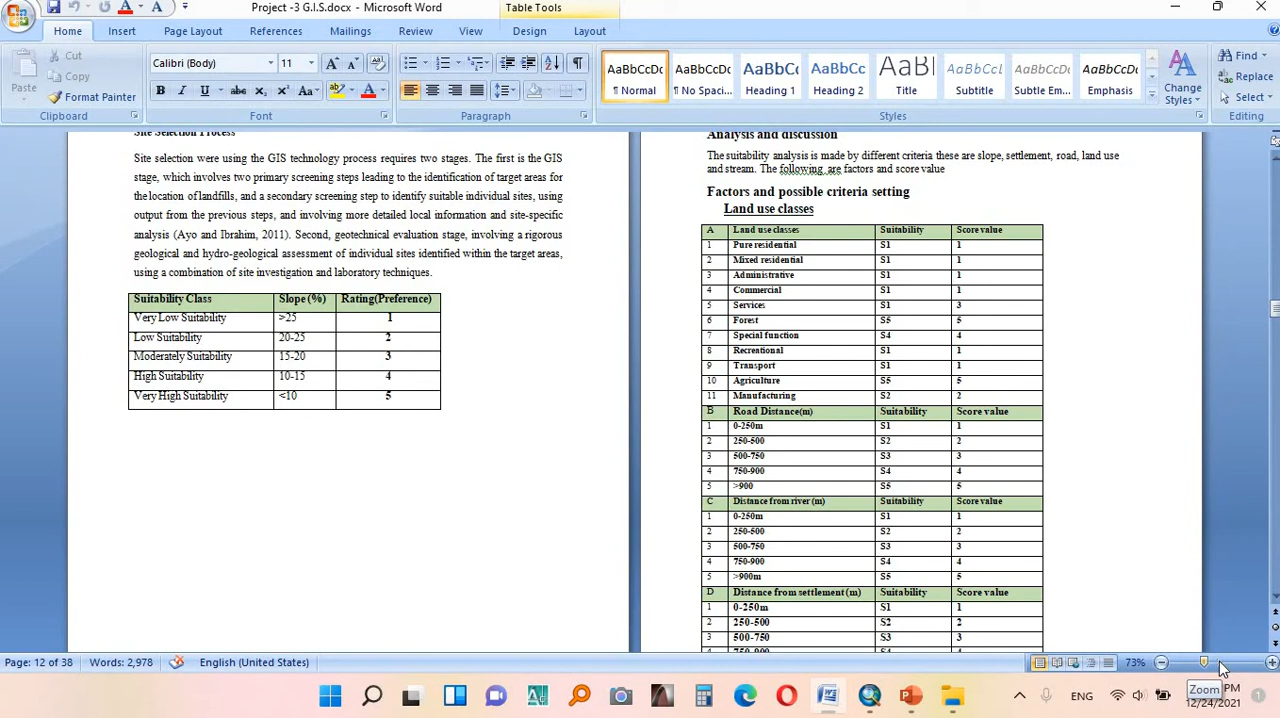 Project -3 G.I.S.docx - Microsoft Word
Table Tools
Home Insert Page Layout References Mailings Review View Design Layout
Cut
Copy
Paste
Format Painter
Clipboard
Calibri (Body) 11
Font
Paragraph
AaBbCcDc AaBbCcDc AaBbCc AaBbCc AaBl AaBbCcL AaBbCcDc AaBbCcDc
¶ Normal ¶ No Spaci... Heading 1 Heading 2 Title Subtitle Subtle Em... Emphasis
Styles
Change Styles
Find
Replace
Select
Editing
Site Selection Process
Site selection were using the GIS technology process requires two stages. The first is the GIS
stage, which involves two primary screening steps leading to the identification of target areas for
the location of landfills, and a secondary screening step to identify suitable individual sites, using
output from the previous steps, and involving more detailed local information and site-specific
analysis (Ayo and Ibrahim, 2011). Second, geotechnical evaluation stage, involving a rigorous
geological and hydro-geological assessment of individual sites identified within the target areas,
using a combination of site investigation and laboratory techniques.
Suitability Class Slope (%) Rating(Preference)
Very Low Suitability >25 1
Low Suitability 20-25 2
Moderately Suitability 15-20 3
High Suitability 10-15 4
Very High Suitability <10 5
Analysis and discussion
The suitability analysis is made by different criteria these are slope, settlement, road, land use
and stream. The following are factors and score value
Factors and possible criteria setting
Land use classes
A Land use classes Suitability Score value
1 Pure residential S1 1
2 Mixed residential S1 1
3 Administrative S1 1
4 Commercial S1 1
5 Services S1 3
6 Forest S5 5
7 Special function S4 4
8 Recreational S1 1
9 Transport S1 1
10 Agriculture S5 5
11 Manufacturing S2 2
B Road Distance(m) Suitability Score value
1 0-250m S1 1
2 250-500 S2 2
3 500-750 S3 3
4 750-900 S4 4
5 >900 S5 5
C Distance from river (m) Suitability Score value
1 0-250m S1 1
2 250-500 S2 2
3 500-750 S3 3
4 750-900 S4 4
5 >900m S5 5
D Distance from settlement (m) Suitability Score value
1 0-250m S1 1
2 250-500 S2 2
3 500-750 S3 3
4 750-900 S4 4
Page: 12 of 38 Words: 2,978 English (United States) 73%
Zoom
ENG
PM
12/24/2021
1